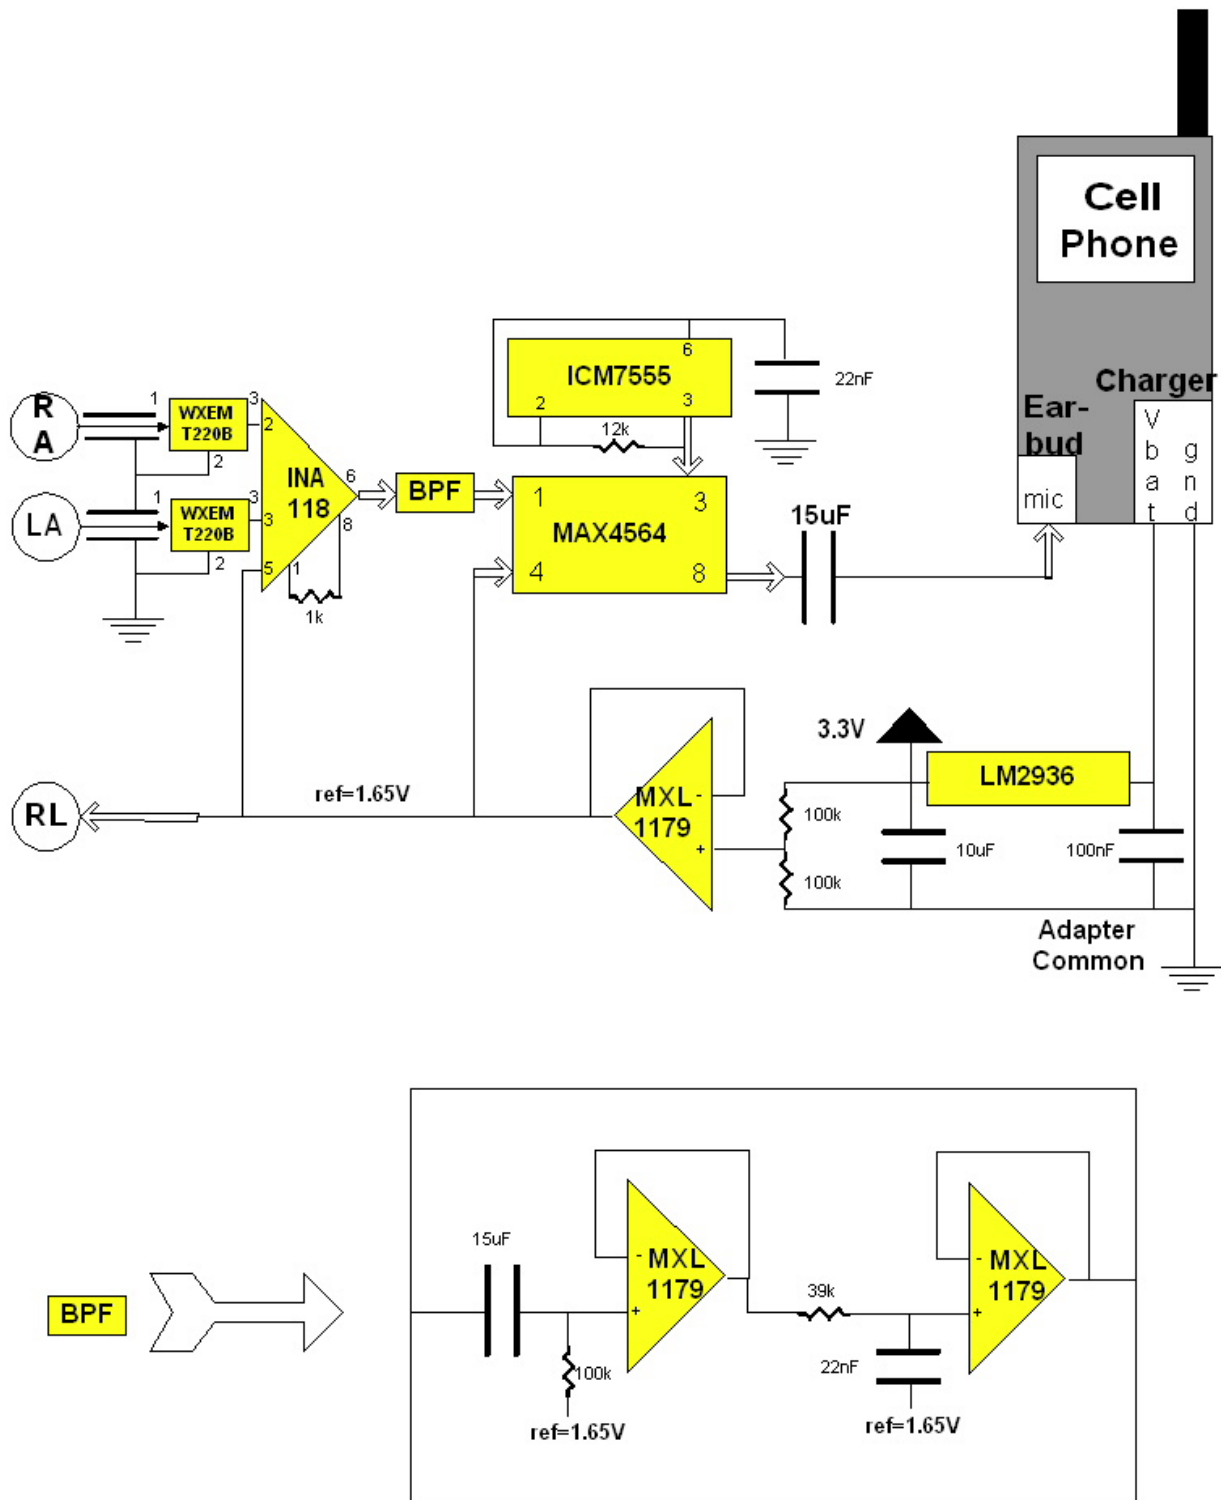 Cell
Phone
Charger
Ear-
bud
mic
V
b
a
t
g
n
d
6
ICM7555
2
3
22nF
12k
R
A
1
WXEM
T220B
3
2
2
INA
118
6
8
BPF
1
3
MAX4564
4
8
15uF
LA
1
WXEM
T220B
3
3
2
5
1
1k
3.3V
LM2936
RL
ref=1.65V
MXL
1179
-
+
100k
100k
10uF
100nF
Adapter
Common
BPF
15uF
-
MXL
1179
+
100k
ref=1.65V
39k
-
MXL
1179
+
22nF
ref=1.65V